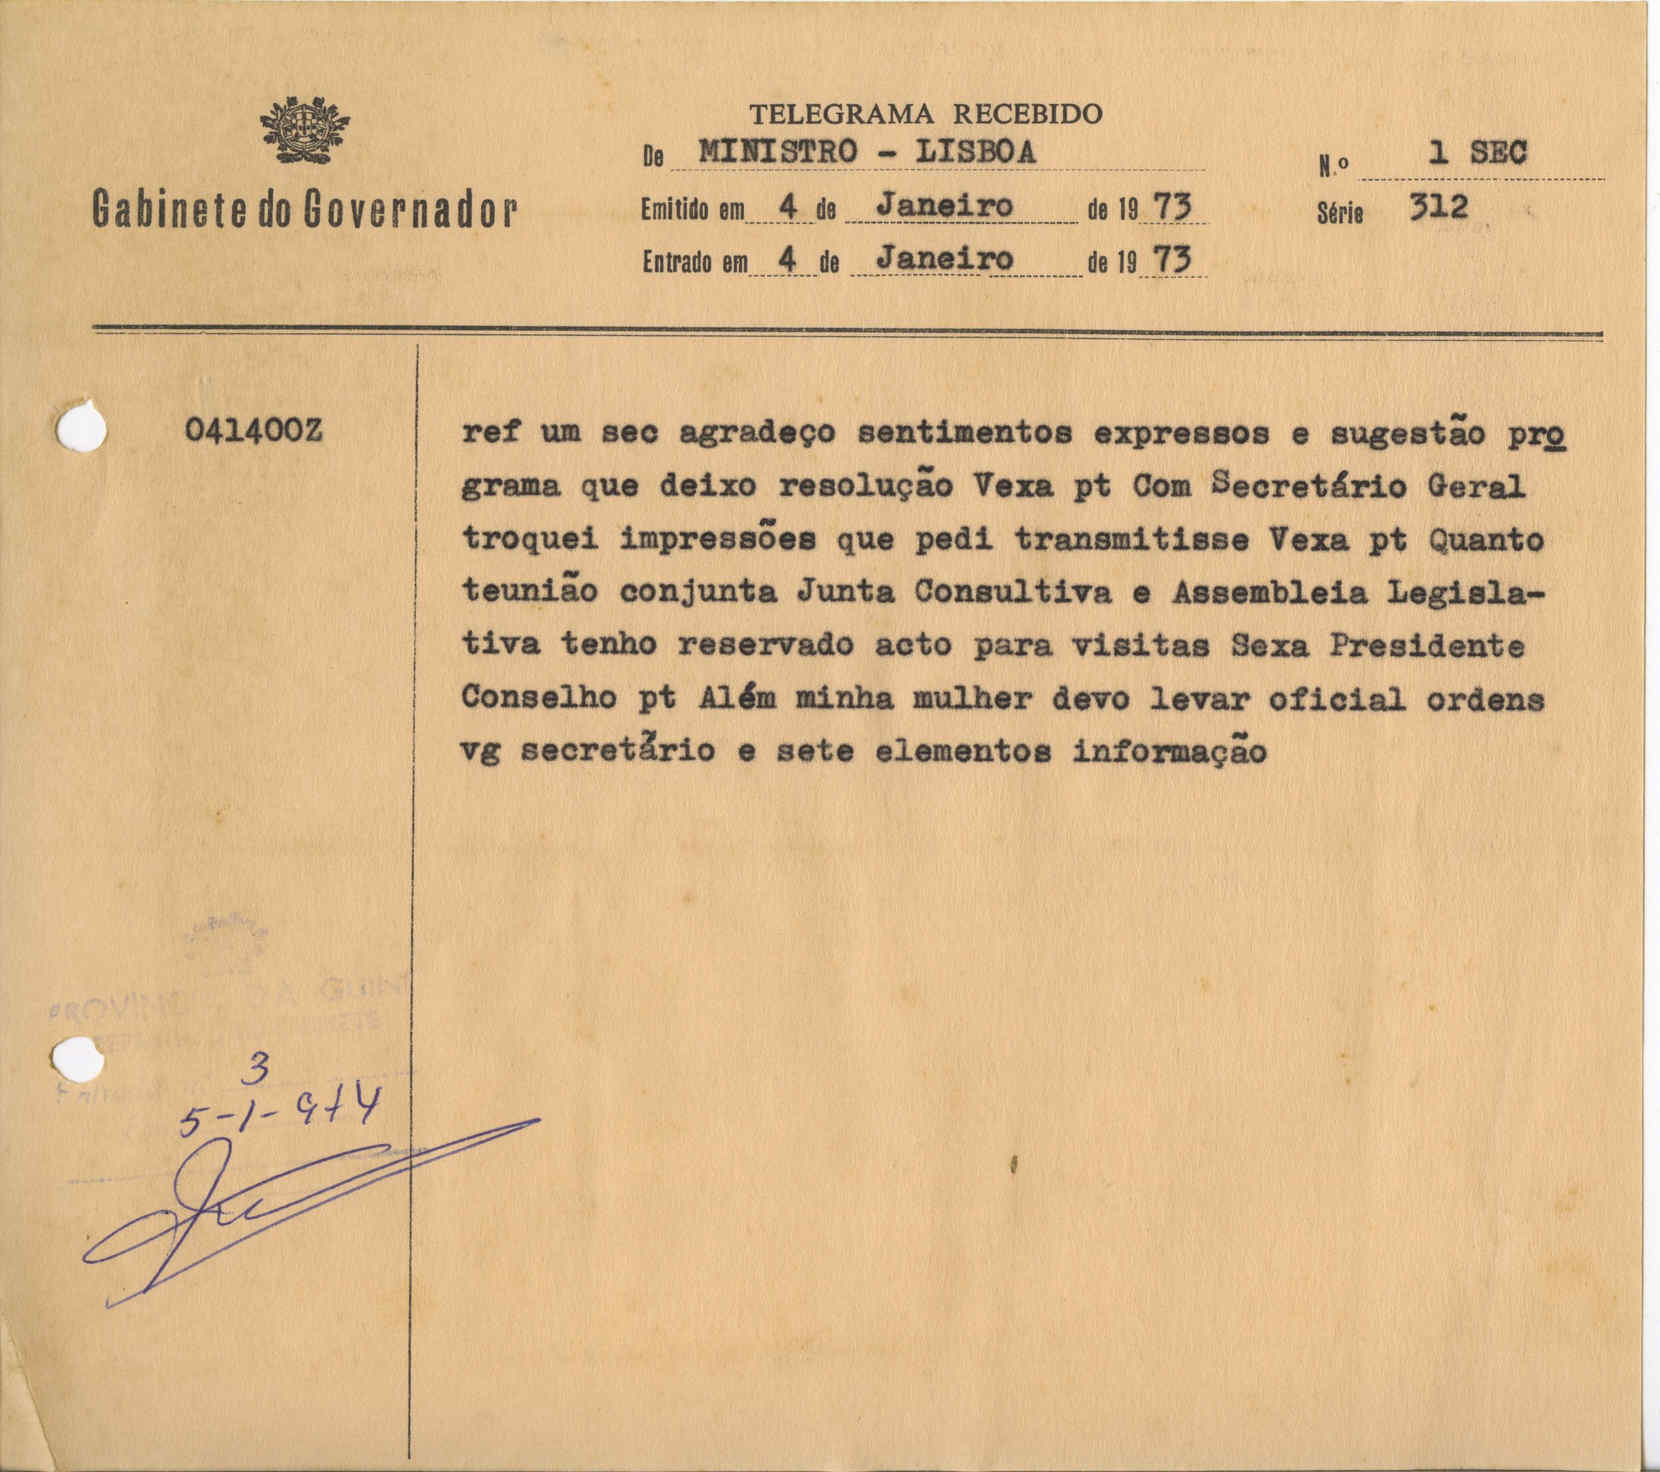 TELEGRAMA RECEBIDO
De MINISTRO - LISBOA
N.º 1 SEC
Gabinete do Governador
Emitido em 4 de Janeiro de 19 73
Série 312
Entrado em 4 de Janeiro de 19 73
041400Z
ref um sec agradeço sentimentos expressos e sugestão pro
grama que deixo resolução Vexa pt Com Secretário Geral
troquei impressões que pedi transmitisse Vexa pt Quanto
teunião conjunta Junta Consultiva e Assembleia Legisla-
tiva tenho reservado acto para visitas Sexa Presidente
Conselho pt Além minha mulher devo levar oficial ordens
vg secretãrio e sete elementos informação
3
5-1-974